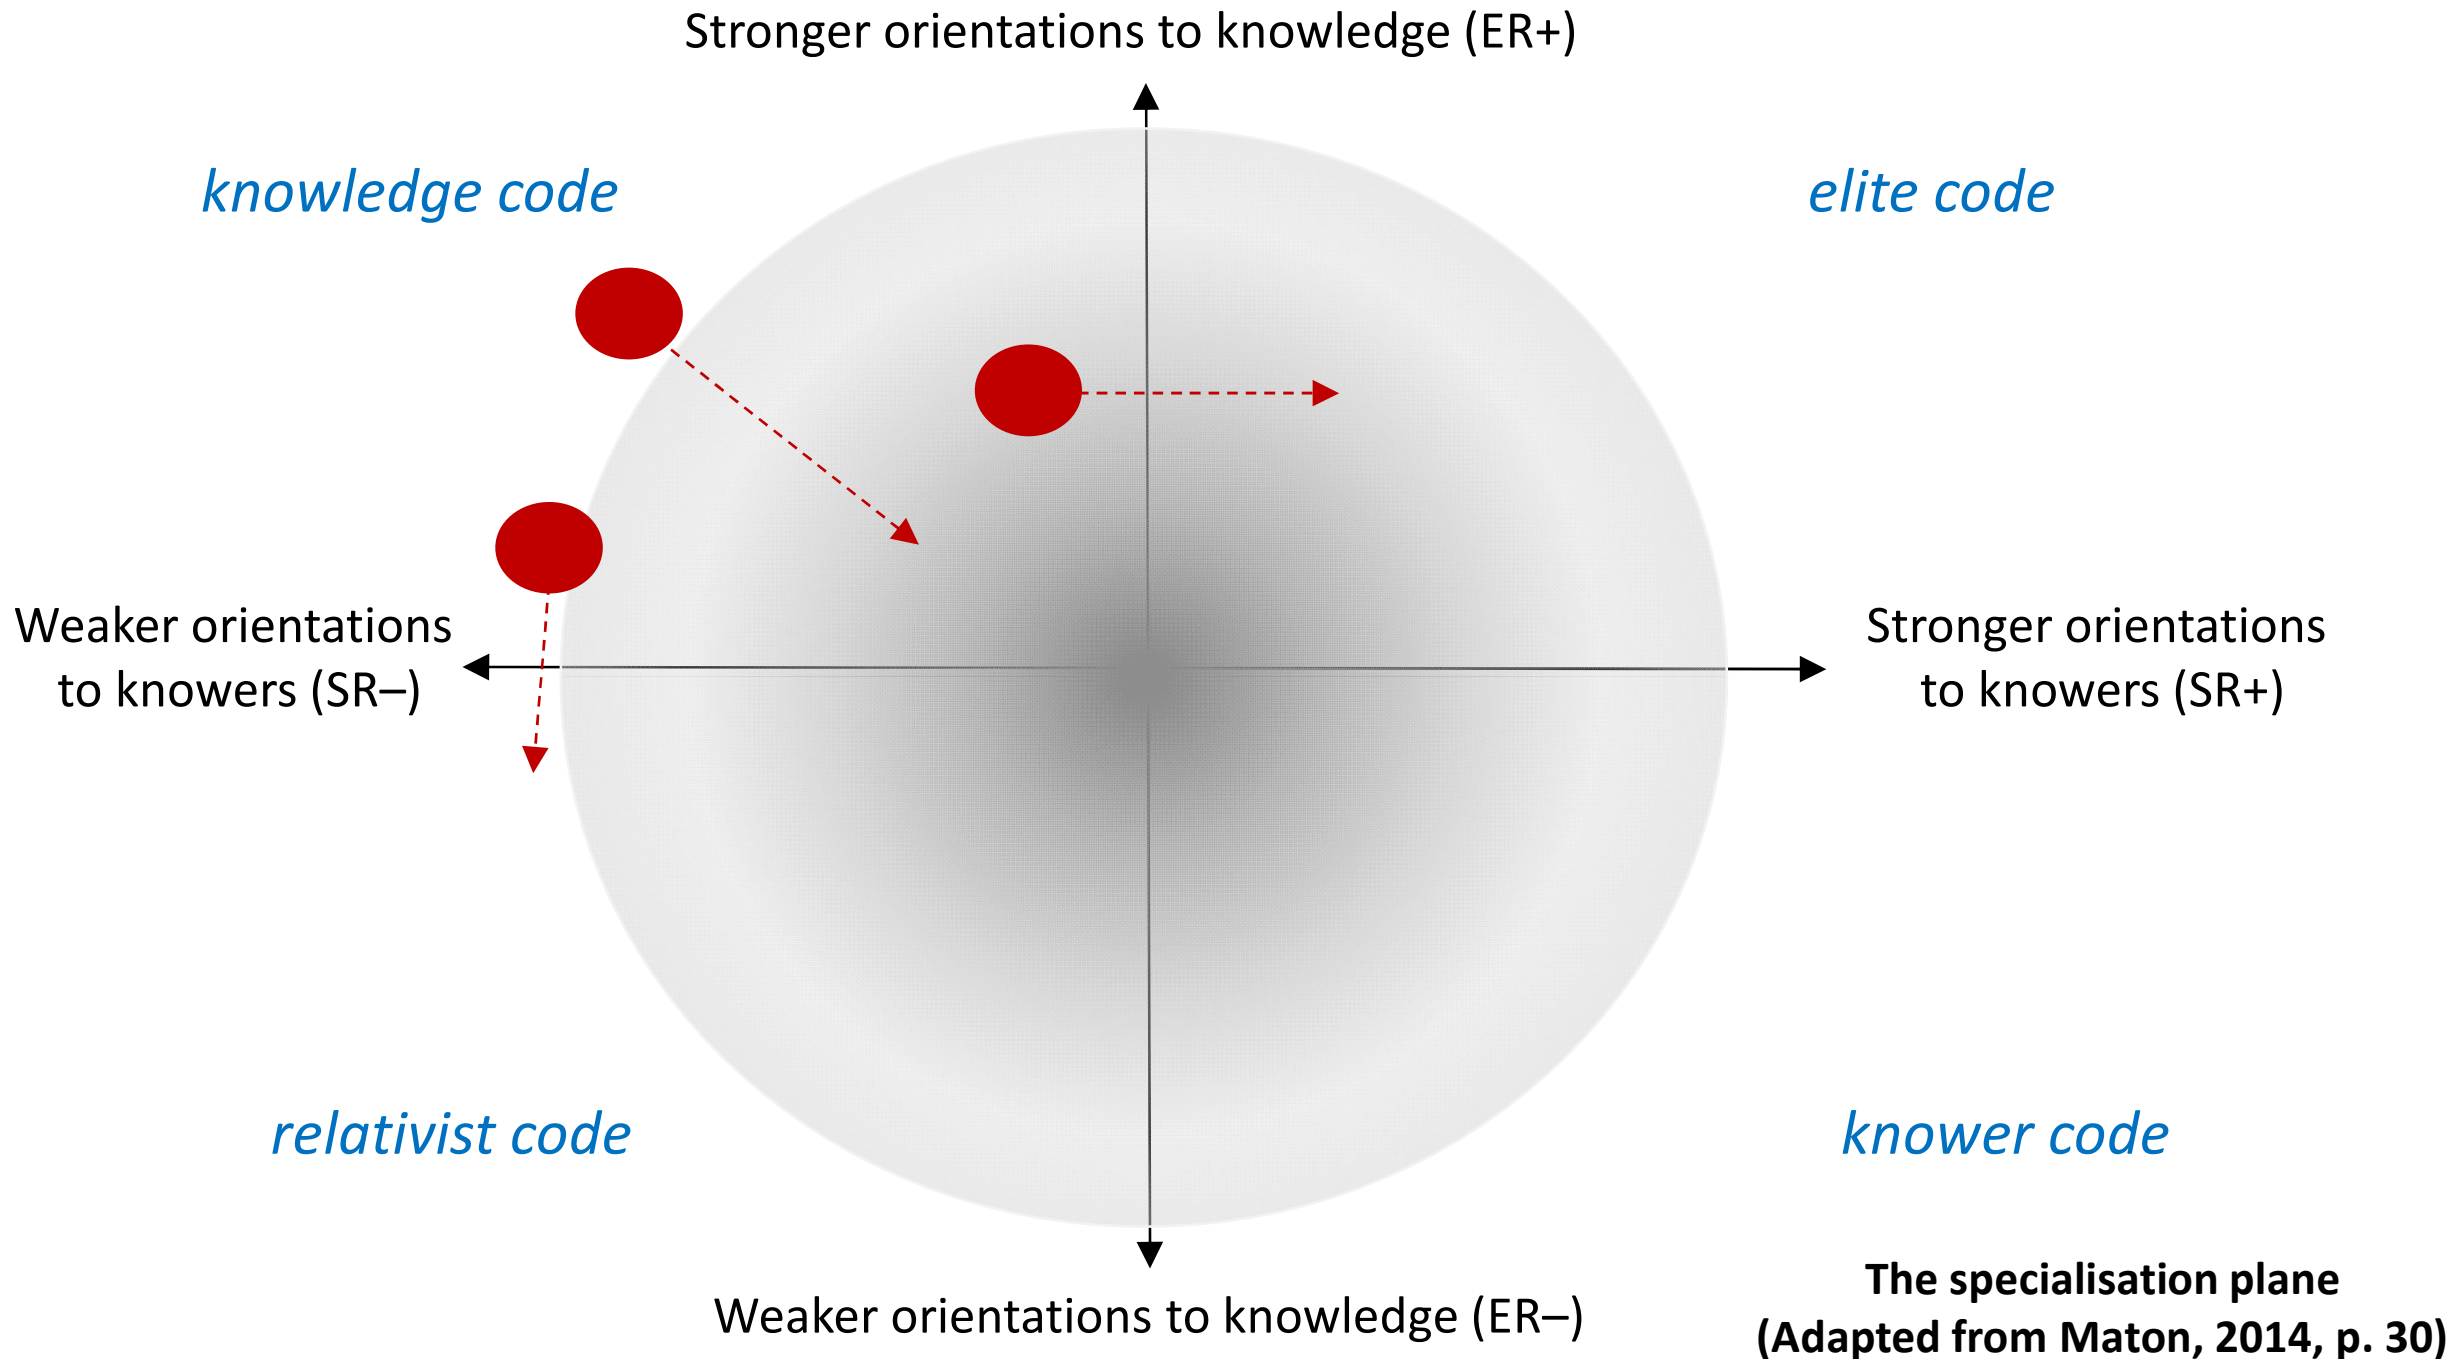 Stronger orientations to knowledge (ER+)
knowledge code
elite code
Weaker orientations
to knowers (SR–)
Stronger orientations
to knowers (SR+)
relativist code
knower code
Weaker orientations to knowledge (ER–)
The specialisation plane
(Adapted from Maton, 2014, p. 30)